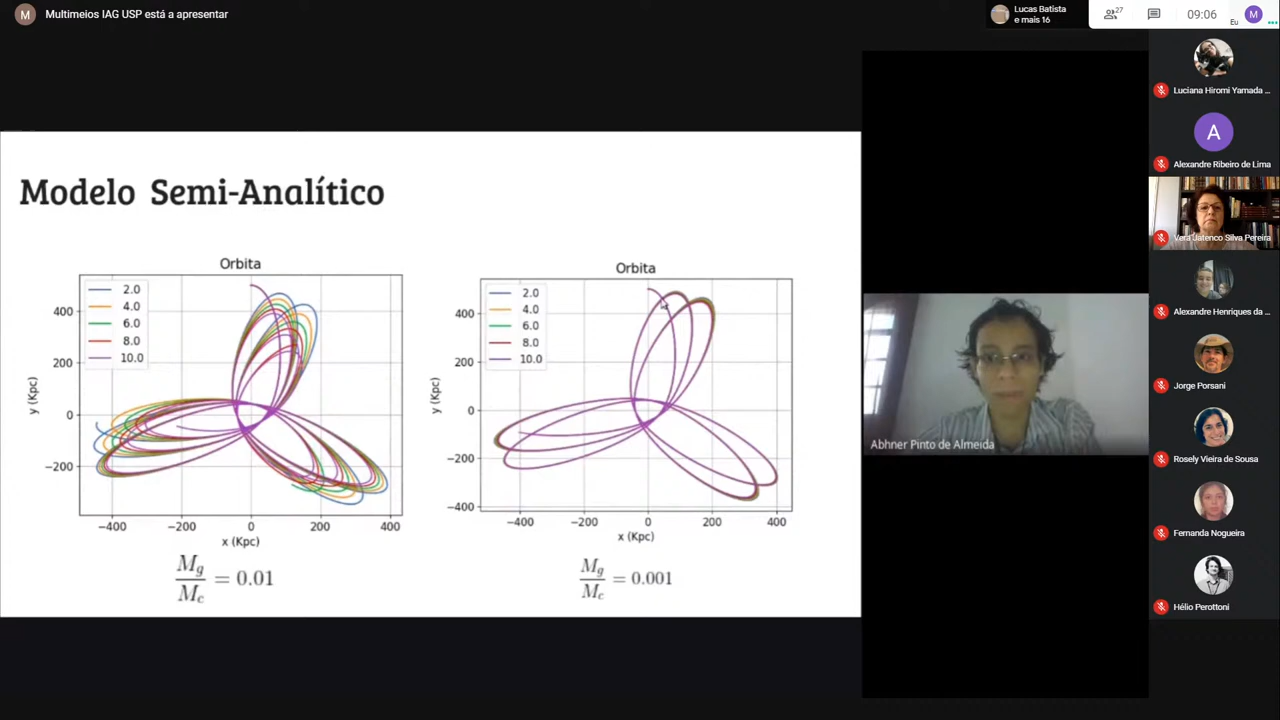 M
Multimeios IAG USP está a apresentar
Lucas Batista
e mais 16
27
09:06
Eu
M
Modelo Semi-Analítico
Orbita
2.0
4.0
6.0
8.0
10.0
400
200
0
−200
y (Kpc)
−400
−200
0
200
400
x (Kpc)
Mg/Mc = 0.01
Orbita
2.0
4.0
6.0
8.0
10.0
400
200
0
−200
−400
y (Kpc)
−400
−200
0
200
400
x (Kpc)
Mg/Mc = 0.001
Abhner Pinto de Almeida
Luciana Hiromi Yamada ...
A
Alexandre Ribeiro de Lima
Vera Jatenco Silva Pereira
Alexandre Henriques da ...
Jorge Porsani
Rosely Vieira de Sousa
Fernanda Nogueira
Hélio Perottoni